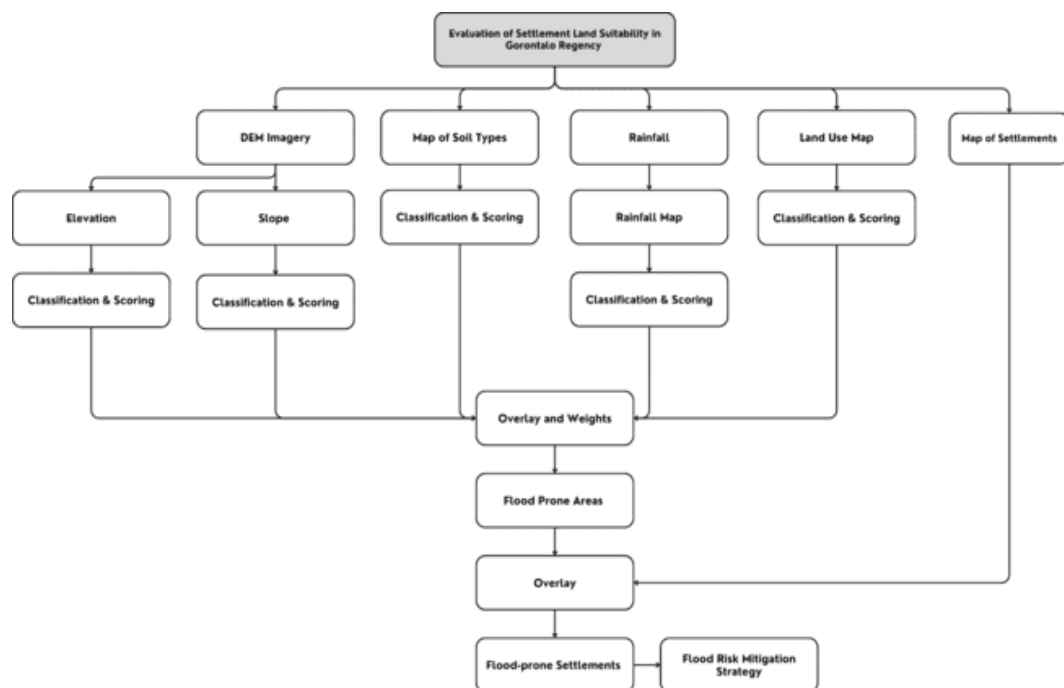 Evaluation of Settlement Land Suitability in
Gorontalo Regency
DEM Imagery
Map of Soil Types
Rainfall
Land Use Map
Map of Settlements
Elevation
Slope
Classification & Scoring
Rainfall Map
Classification & Scoring
Classification & Scoring
Classification & Scoring
Classification & Scoring
Overlay and Weights
Flood Prone Areas
Overlay
Flood-prone Settlements
Flood Risk Mitigation
Strategy